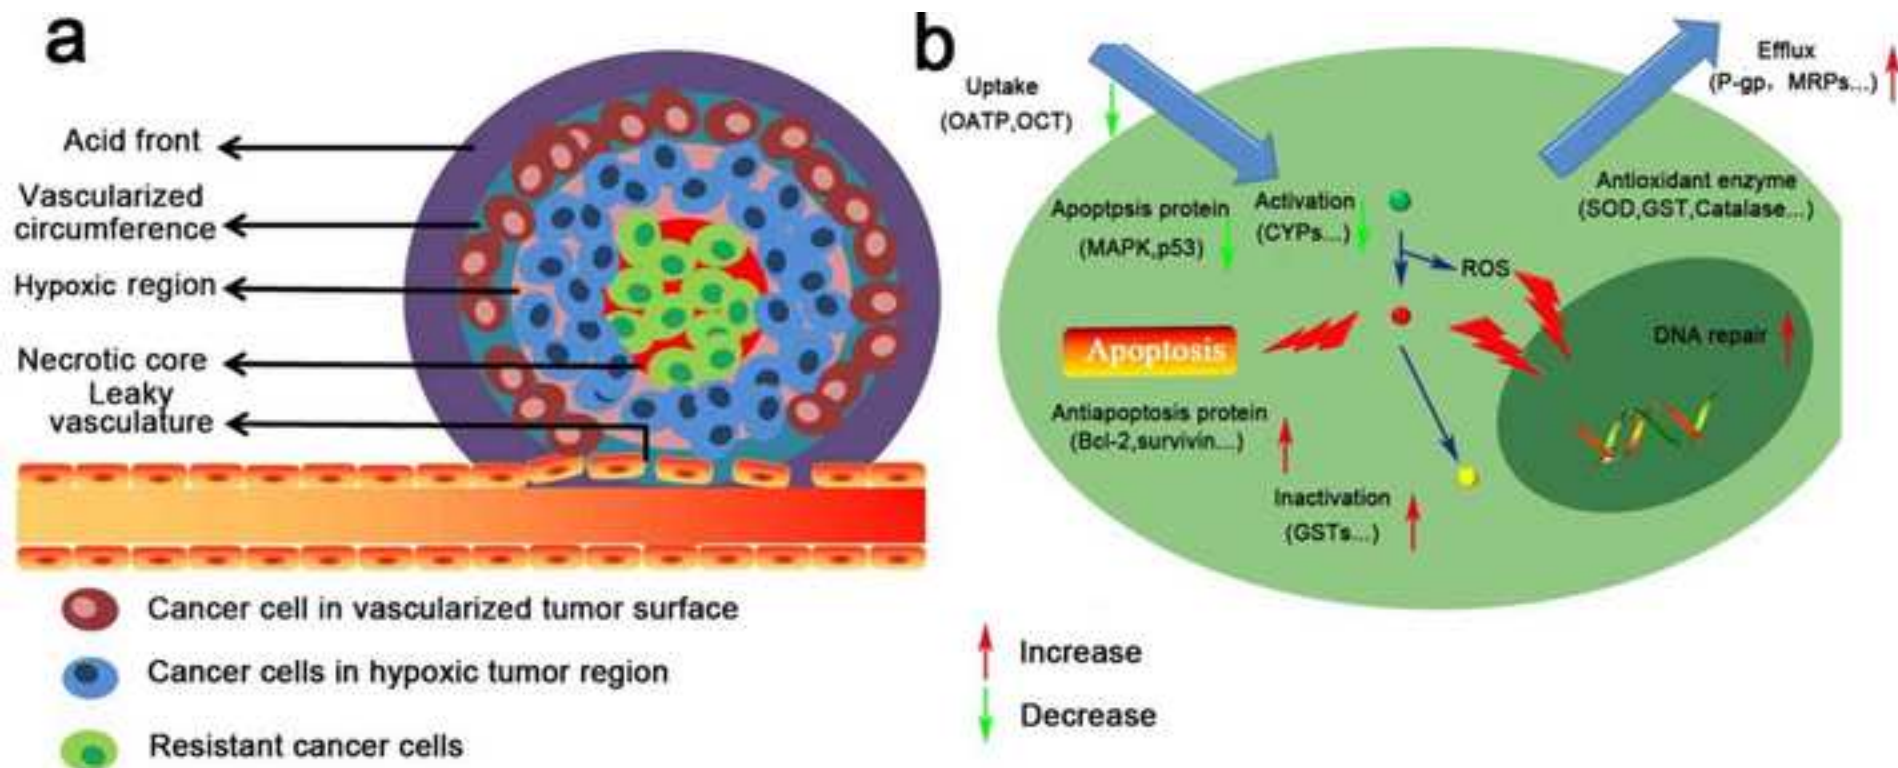 a
Acid front
Vascularized
circumference
Hypoxic region
Necrotic core
Leaky
vasculature
Cancer cell in vascularized tumor surface
Cancer cells in hypoxic tumor region
Resistant cancer cells
b
Uptake
(OATP,OCT)
Efflux
(P-gp, MRPs...)
Antioxidant enzyme
(SOD,GST,Catalase...)
Apoptpsis protein
(MAPK,p53)
Activation
(CYPs...)
ROS
DNA repair
Apoptosis
Antiapoptosis protein
(Bcl-2,survivin...)
Inactivation
(GSTs...)
Increase
Decrease